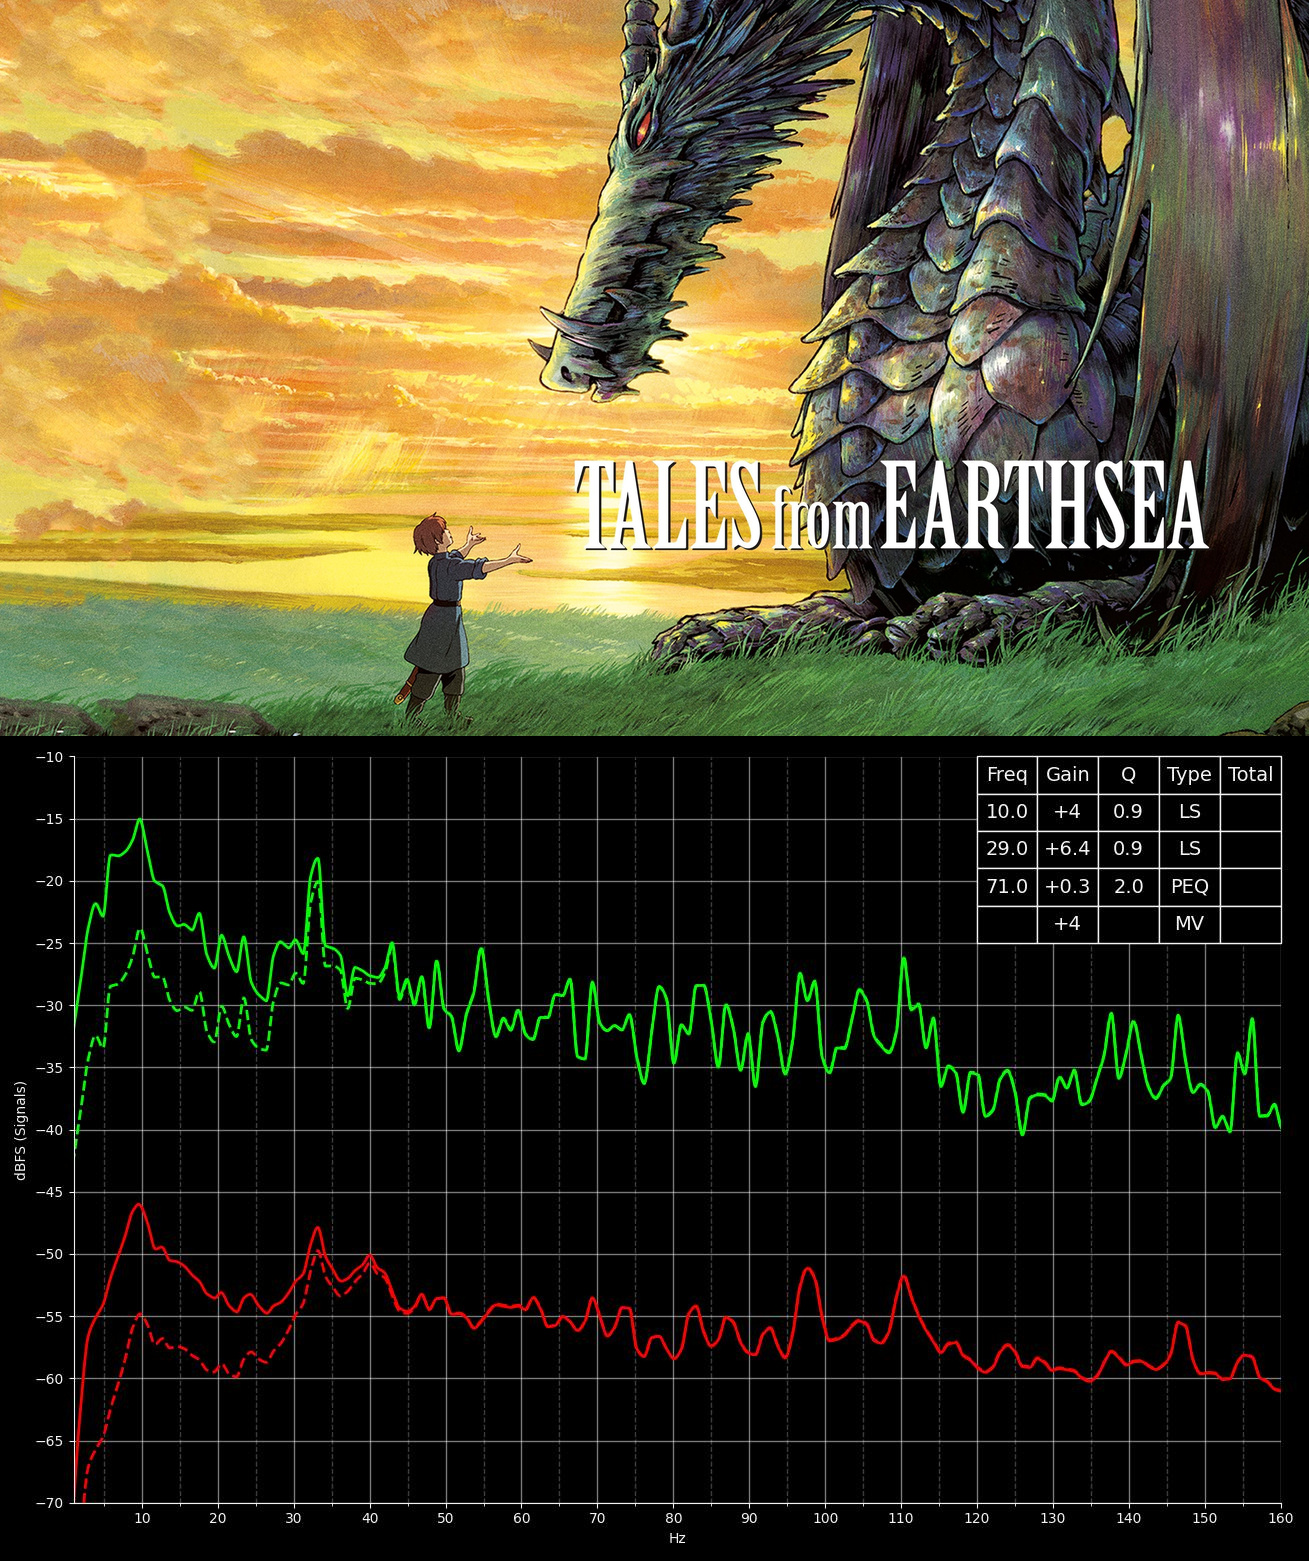 TALES from EARTHSEA
Freq Gain Q Type Total
10.0 +4 0.9 LS
29.0 +6.4 0.9 LS
71.0 +0.3 2.0 PEQ
+4 MV
−10
−15
−20
−25
−30
−35
−40
−45
−50
−55
−60
−65
−70
dBFS (Signals)
10 20 30 40 50 60 70 80 90 100 110 120 130 140 150 160
Hz